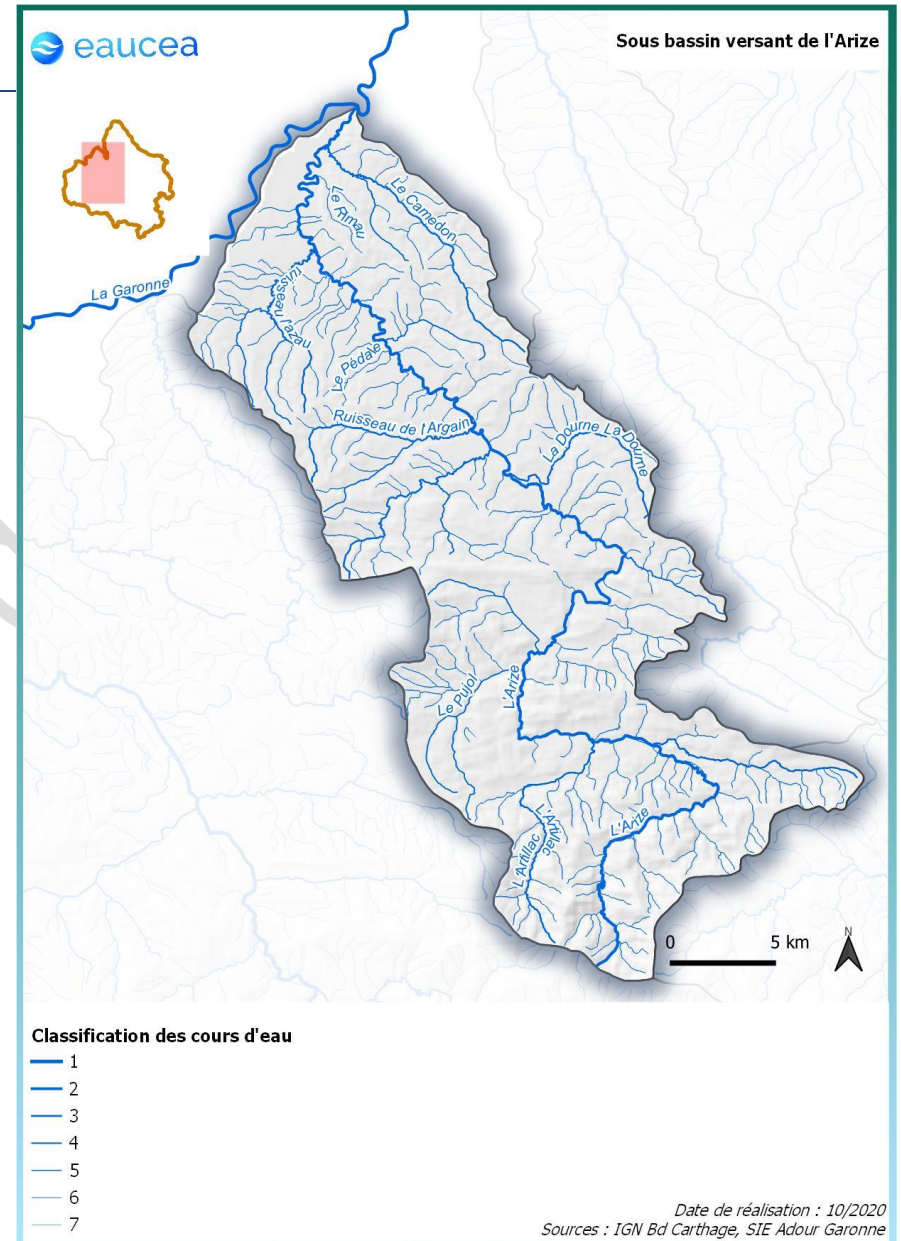 eaucea
Sous bassin versant de l'Arize
La Garonne
Le Camedon
Le Rimau
Le Pédale
Ruisseau de l'Argain
La Dourne La Dourne
Le Pujol
L'Arize
L'Artillac
L'Artillac
L'Arize
0 5 km
N
Classification des cours d'eau
1
2
3
4
5
6
7
Date de réalisation : 10/2020
Sources : IGN Bd Carthage, SIE Adour Garonne